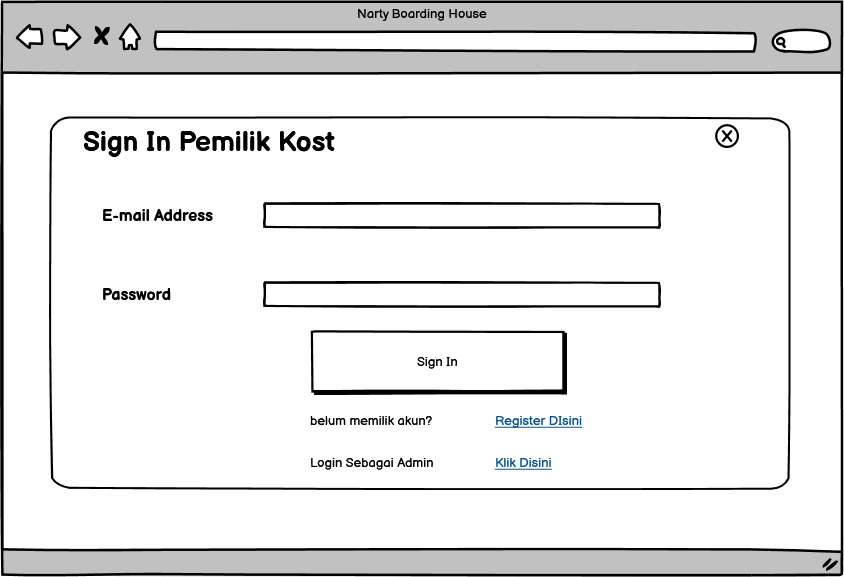 Narty Boarding House
Sign In Pemilik Kost
E-mail Address
Password
Sign In
belum memilik akun? Register DIsini
Login Sebagai Admin Klik Disini